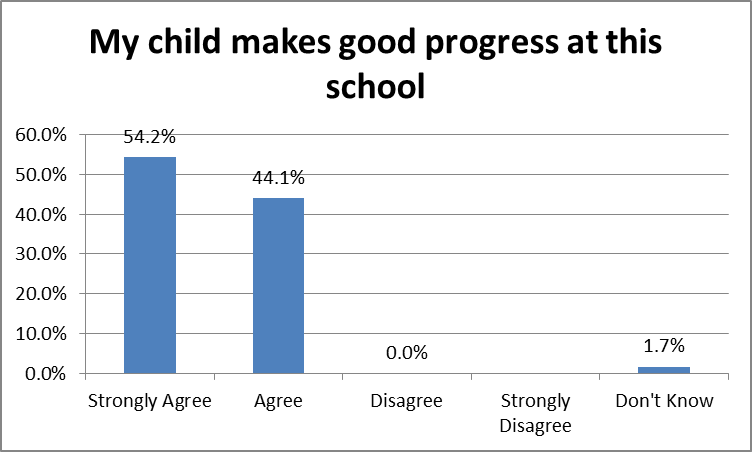 My child makes good progress at this
school
60.0%
50.0%
40.0%
30.0%
20.0%
10.0%
0.0%
54.2%
44.1%
0.0%
1.7%
Strongly Agree
Agree
Disagree
Strongly
Disagree
Don't Know